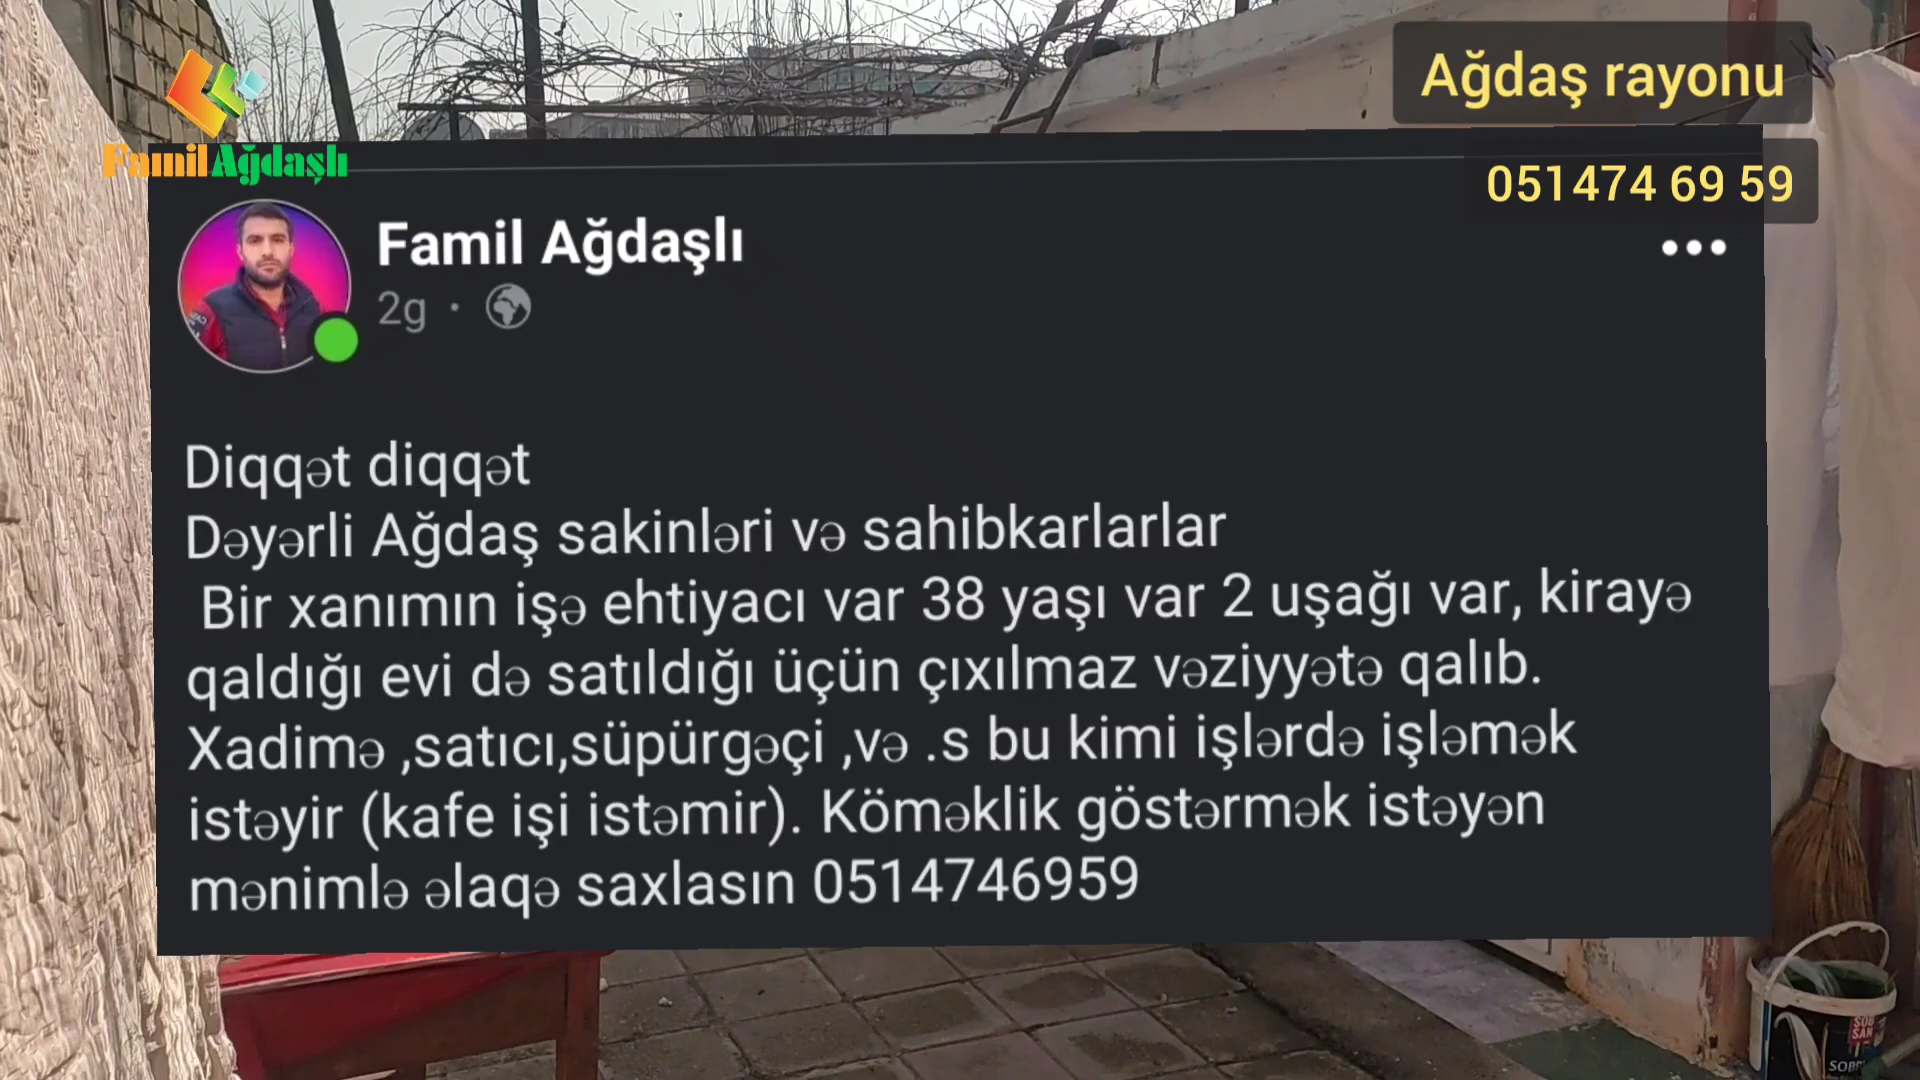 Famil Ağdaşlı
Ağdaş rayonu
051474 69 59
Famil Ağdaşlı
2g ·
Diqqət diqqət
Dəyərli Ağdaş sakinləri və sahibkarlarlar
Bir xanımın işə ehtiyacı var 38 yaşı var 2 uşağı var, kirayə
qaldığı evi də satıldığı üçün çıxılmaz vəziyyətə qalıb.
Xadimə ,satıcı,süpürgəçi ,və .s bu kimi işlərdə işləmək
istəyir (kafe işi istəmir). Köməklik göstərmək istəyən
mənimlə əlaqə saxlasın 0514746959